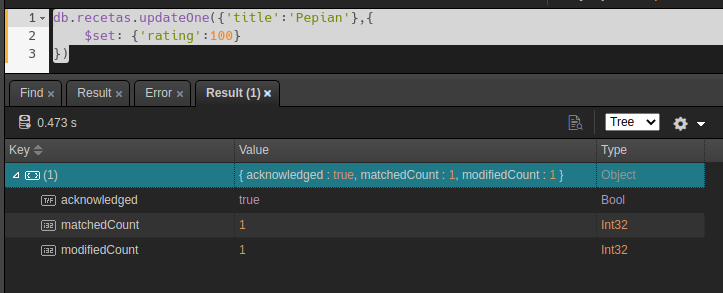 1 db.recetas.updateOne({'title':'Pepian'},{
2 $set: {'rating':100}
3 })
Find × Result × Error × Result (1) ×
0.473 s Tree
Key Value Type
(1) { acknowledged : true, matchedCount : 1, modifiedCount : 1 } Object
T/F acknowledged true Bool
i32 matchedCount 1 Int32
i32 modifiedCount 1 Int32